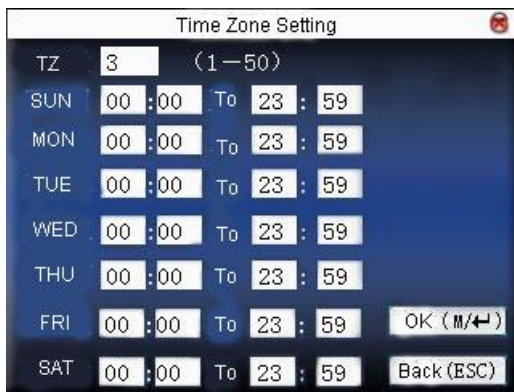 Time Zone Setting
TZ 3 (1—50)
SUN 00 :00 To 23 : 59
MON 00 :00 To 23 : 59
TUE 00 :00 To 23 : 59
WED 00 :00 To 23 : 59
THU 00 :00 To 23 : 59
FRI 00 :00 To 23 : 59 OK (M/↵)
SAT 00 :00 To 23 : 59 Back(ESC)